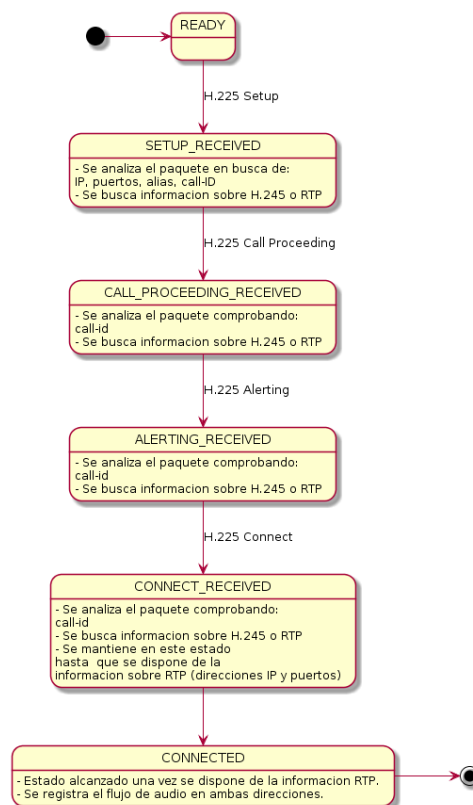 READY
H.225 Setup
SETUP_RECEIVED
- Se analiza el paquete en busca de:
IP, puertos, alias, call-ID
- Se busca informacion sobre H.245 o RTP
H.225 Call Proceeding
CALL_PROCEEDING_RECEIVED
- Se analiza el paquete comprobando:
call-id
- Se busca informacion sobre H.245 o RTP
H.225 Alerting
ALERTING_RECEIVED
- Se analiza el paquete comprobando:
call-id
- Se busca informacion sobre H.245 o RTP
H.225 Connect
CONNECT_RECEIVED
- Se analiza el paquete comprobando:
call-id
- Se busca informacion sobre H.245 o RTP
- Se mantiene en este estado
hasta  que se dispone de la
informacion sobre RTP (direcciones IP y puertos)
CONNECTED
- Estado alcanzado una vez se dispone de la informacion RTP.
- Se registra el flujo de audio en ambas direcciones.